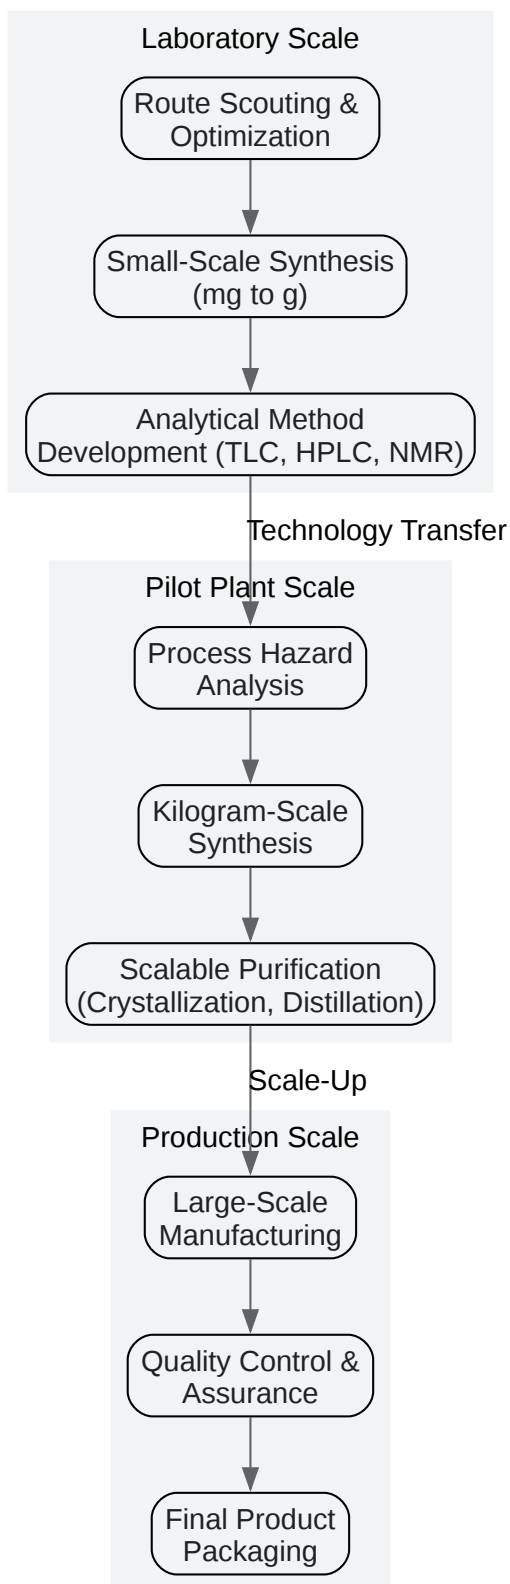 Laboratory Scale
Route Scouting &
Optimization
Small-Scale Synthesis
(mg to g)
Analytical Method
Development (TLC, HPLC, NMR)
Technology Transfer
Pilot Plant Scale
Process Hazard
Analysis
Kilogram-Scale
Synthesis
Scalable Purification
(Crystallization, Distillation)
Scale-Up
Production Scale
Large-Scale
Manufacturing
Quality Control &
Assurance
Final Product
Packaging